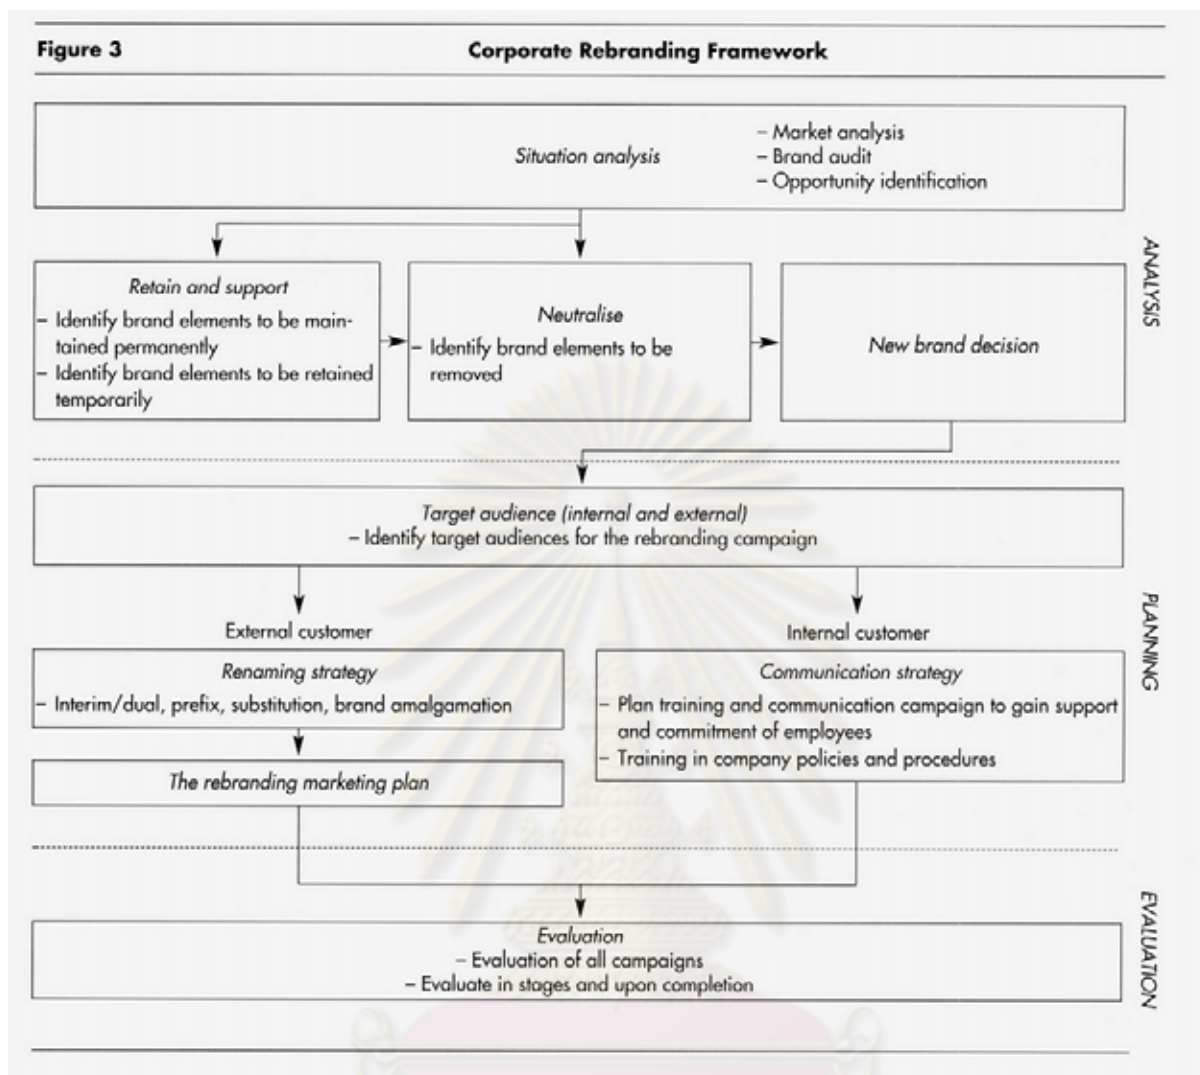 Figure 3
Corporate Rebranding Framework
Situation analysis
– Market analysis
– Brand audit
– Opportunity identification
ANALYSIS
Retain and support
– Identify brand elements to be main-
tained permanently
– Identify brand elements to be retained
temporarily
Neutralise
– Identify brand elements to be
removed
New brand decision
Target audience (internal and external)
– Identify target audiences for the rebranding campaign
PLANNING
External customer
Renaming strategy
– Interim/dual, prefix, substitution, brand amalgamation
The rebranding marketing plan
Internal customer
Communication strategy
– Plan training and communication campaign to gain support
and commitment of employees
– Training in company policies and procedures
EVALUATION
Evaluation
– Evaluation of all campaigns
– Evaluate in stages and upon completion